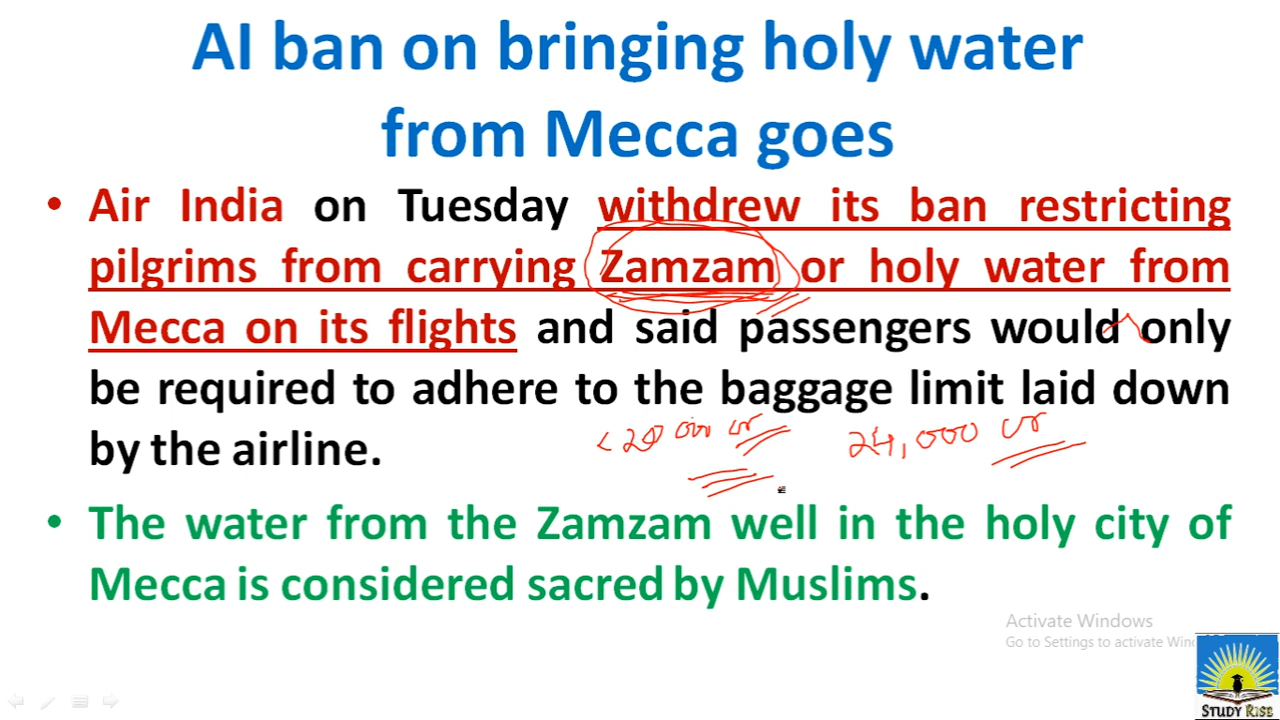 AI ban on bringing holy water
from Mecca goes
• Air India on Tuesday withdrew its ban restricting
pilgrims from carrying Zamzam or holy water from
Mecca on its flights and said passengers would only
be required to adhere to the baggage limit laid down
by the airline.
24,000 cr
• The water from the Zamzam well in the holy city of
Mecca is considered sacred by Muslims.
Activate Windows
Go to Settings to activate
STUDY RISE